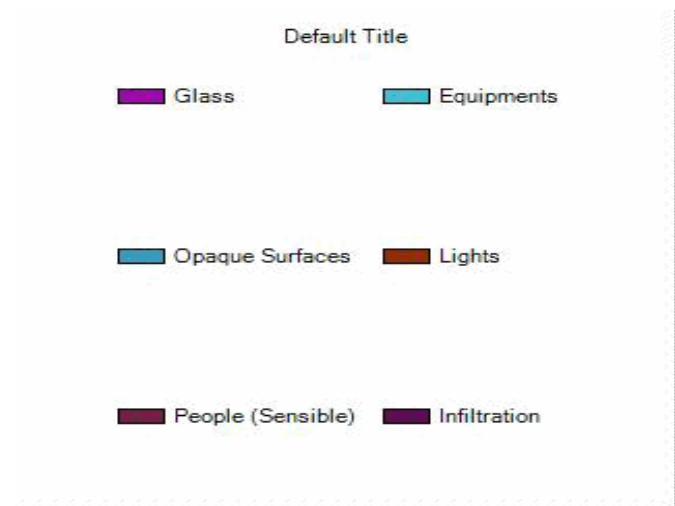 Default Title
Glass Equipments
Opaque Surfaces Lights
People (Sensible) Infiltration